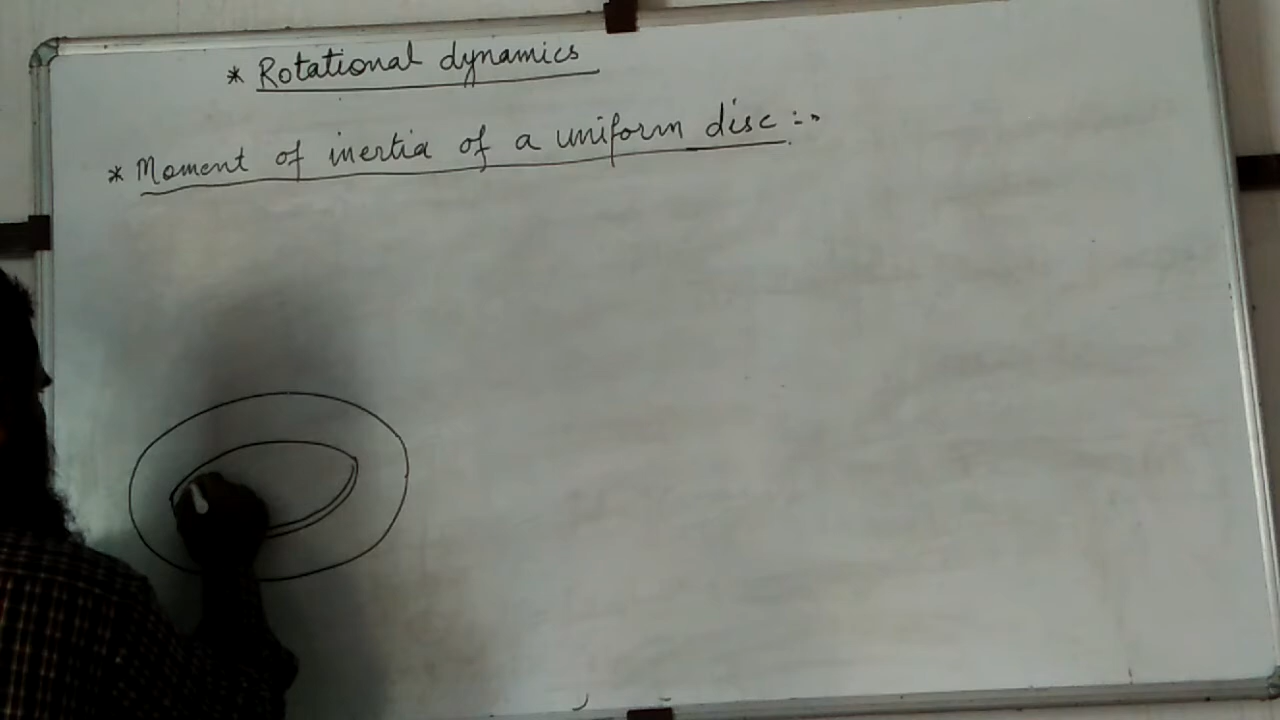 * Rotational dynamics
* Moment of inertia of a uniform disc :-